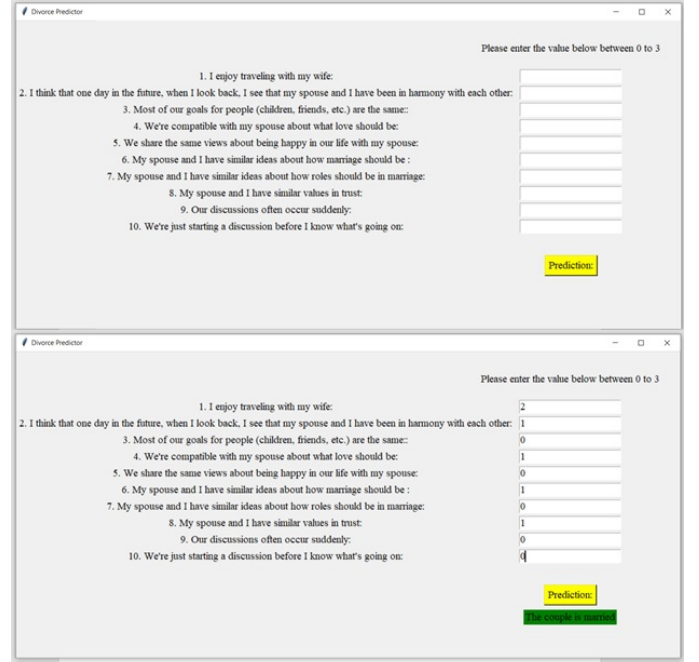 Divorce Predictor
Please enter the value below between 0 to 3
1. I enjoy traveling with my wife:
2. I think that one day in the future, when I look back, I see that my spouse and I have been in harmony with each other:
3. Most of our goals for people (children, friends, etc.) are the same::
4. We're compatible with my spouse about what love should be:
5. We share the same views about being happy in our life with my spouse:
6. My spouse and I have similar ideas about how marriage should be :
7. My spouse and I have similar ideas about how roles should be in marriage:
8. My spouse and I have similar values in trust:
9. Our discussions often occur suddenly:
10. We're just starting a discussion before I know what's going on:
Prediction:
Divorce Predictor
Please enter the value below between 0 to 3
1. I enjoy traveling with my wife: 2
2. I think that one day in the future, when I look back, I see that my spouse and I have been in harmony with each other: 1
3. Most of our goals for people (children, friends, etc.) are the same:: 0
4. We're compatible with my spouse about what love should be: 1
5. We share the same views about being happy in our life with my spouse: 0
6. My spouse and I have similar ideas about how marriage should be : 1
7. My spouse and I have similar ideas about how roles should be in marriage: 0
8. My spouse and I have similar values in trust: 1
9. Our discussions often occur suddenly: 0
10. We're just starting a discussion before I know what's going on: 0
Prediction:
The couple is married